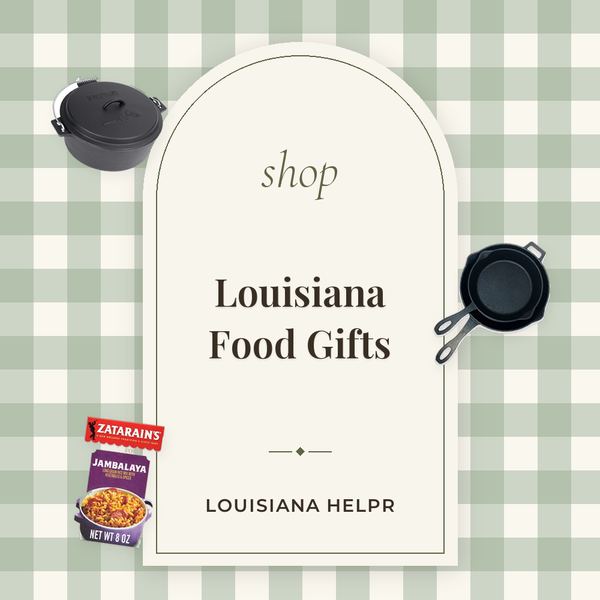 shop
Louisiana
Food Gifts
LOUISIANA HELPR
ZATARAIN'S
JAMBALAYA
NET WT 8 OZ